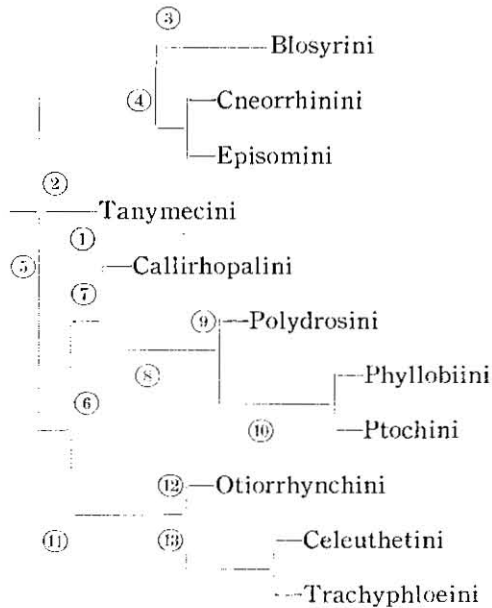 ③
Blosyrini
④
Cneorrhinini
Episomini
②
Tanymecini
①
⑤
Callirhopalini
⑦
⑨
Polydrosini
⑧
Phyllobiini
⑥
⑩
Ptochini
⑫
Otiorrhynchini
⑪
⑬
Celeuthetini
Trachyphloeini